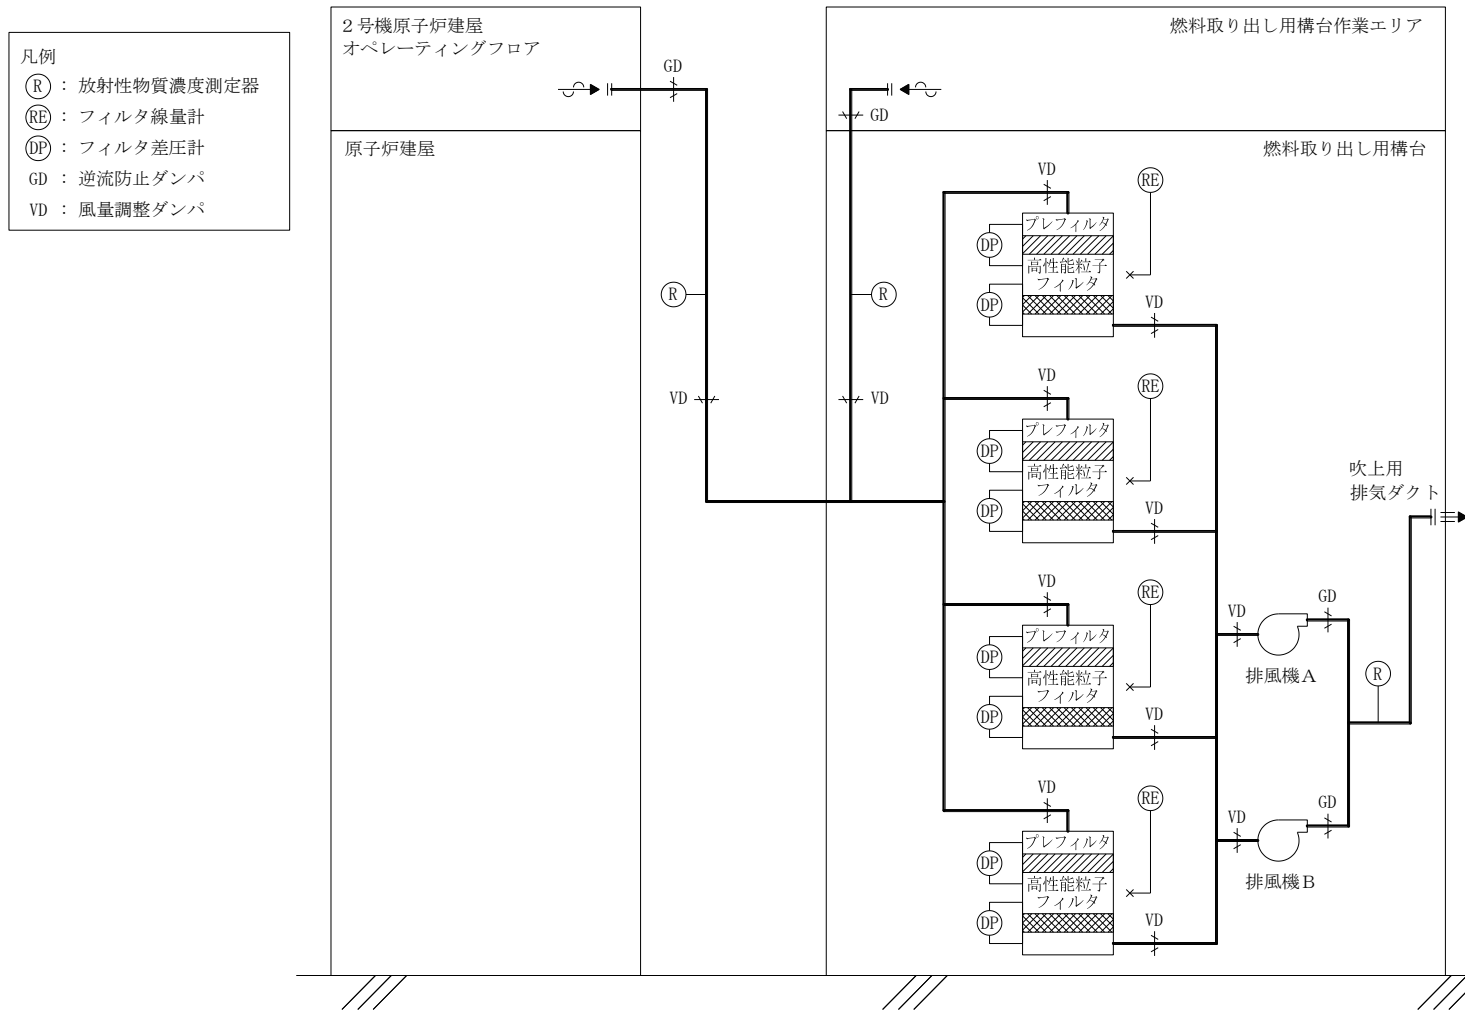 凡例
R : 放射性物質濃度測定器
RE : フィルタ線量計
DP : フィルタ差圧計
GD : 逆流防止ダンパ
VD : 風量調整ダンパ
2号機原子炉建屋
オペレーティングフロア
GD
原子炉建屋
R
VD
燃料取り出し用構台作業エリア
GD
燃料取り出し用構台
R
VD
VD
RE
プレフィルタ
DP
高性能粒子
フィルタ
DP
VD
VD
RE
プレフィルタ
DP
高性能粒子
フィルタ
DP
VD
VD
RE
プレフィルタ
DP
高性能粒子
フィルタ
DP
VD
VD
RE
プレフィルタ
DP
高性能粒子
フィルタ
DP
VD
VD
GD
排風機A
VD
GD
排風機B
R
吹上用
排気ダクト